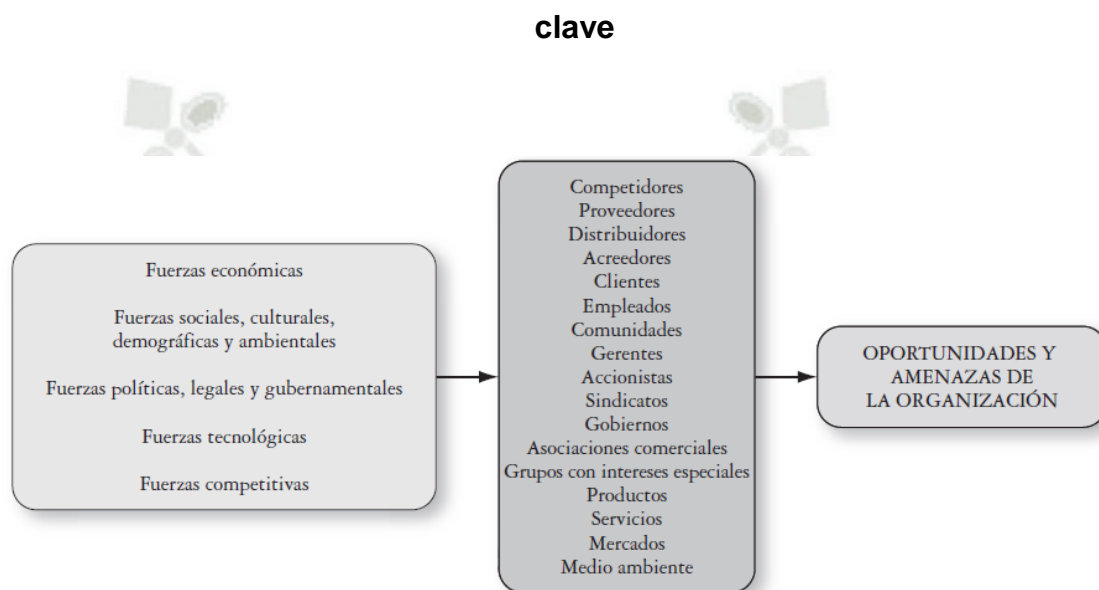 clave
Fuerzas económicas
Fuerzas sociales, culturales,
demográficas y ambientales
Fuerzas políticas, legales y gubernamentales
Fuerzas tecnológicas
Fuerzas competitivas
Competidores
Proveedores
Distribuidores
Acreedores
Clientes
Empleados
Comunidades
Gerentes
Accionistas
Sindicatos
Gobiernos
Asociaciones comerciales
Grupos con intereses especiales
Productos
Servicios
Mercados
Medio ambiente
OPORTUNIDADES Y
AMENAZAS DE
LA ORGANIZACIÓN